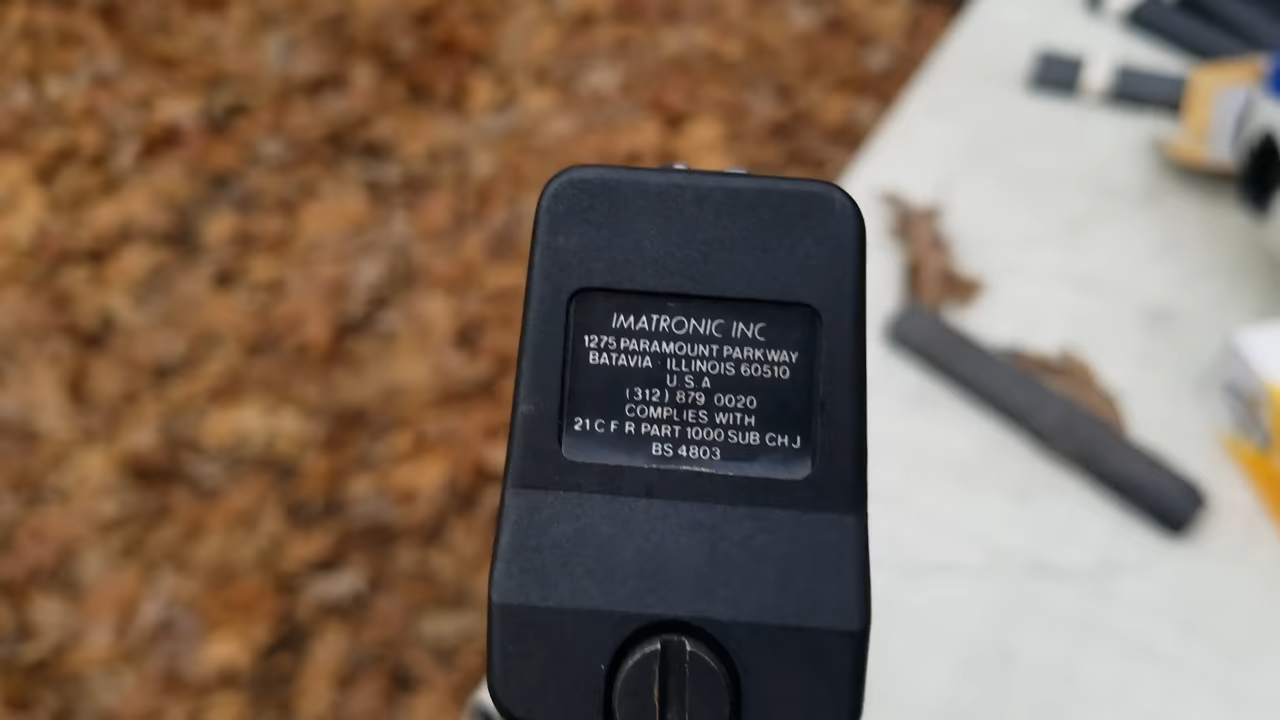 IMATRONIC INC
1275 PARAMOUNT PARKWAY
BATAVIA · ILLINOIS 60510
U.S.A
(312) 879 0020
COMPLIES WITH
21 C F R PART 1000 SUB CH J
BS 4803